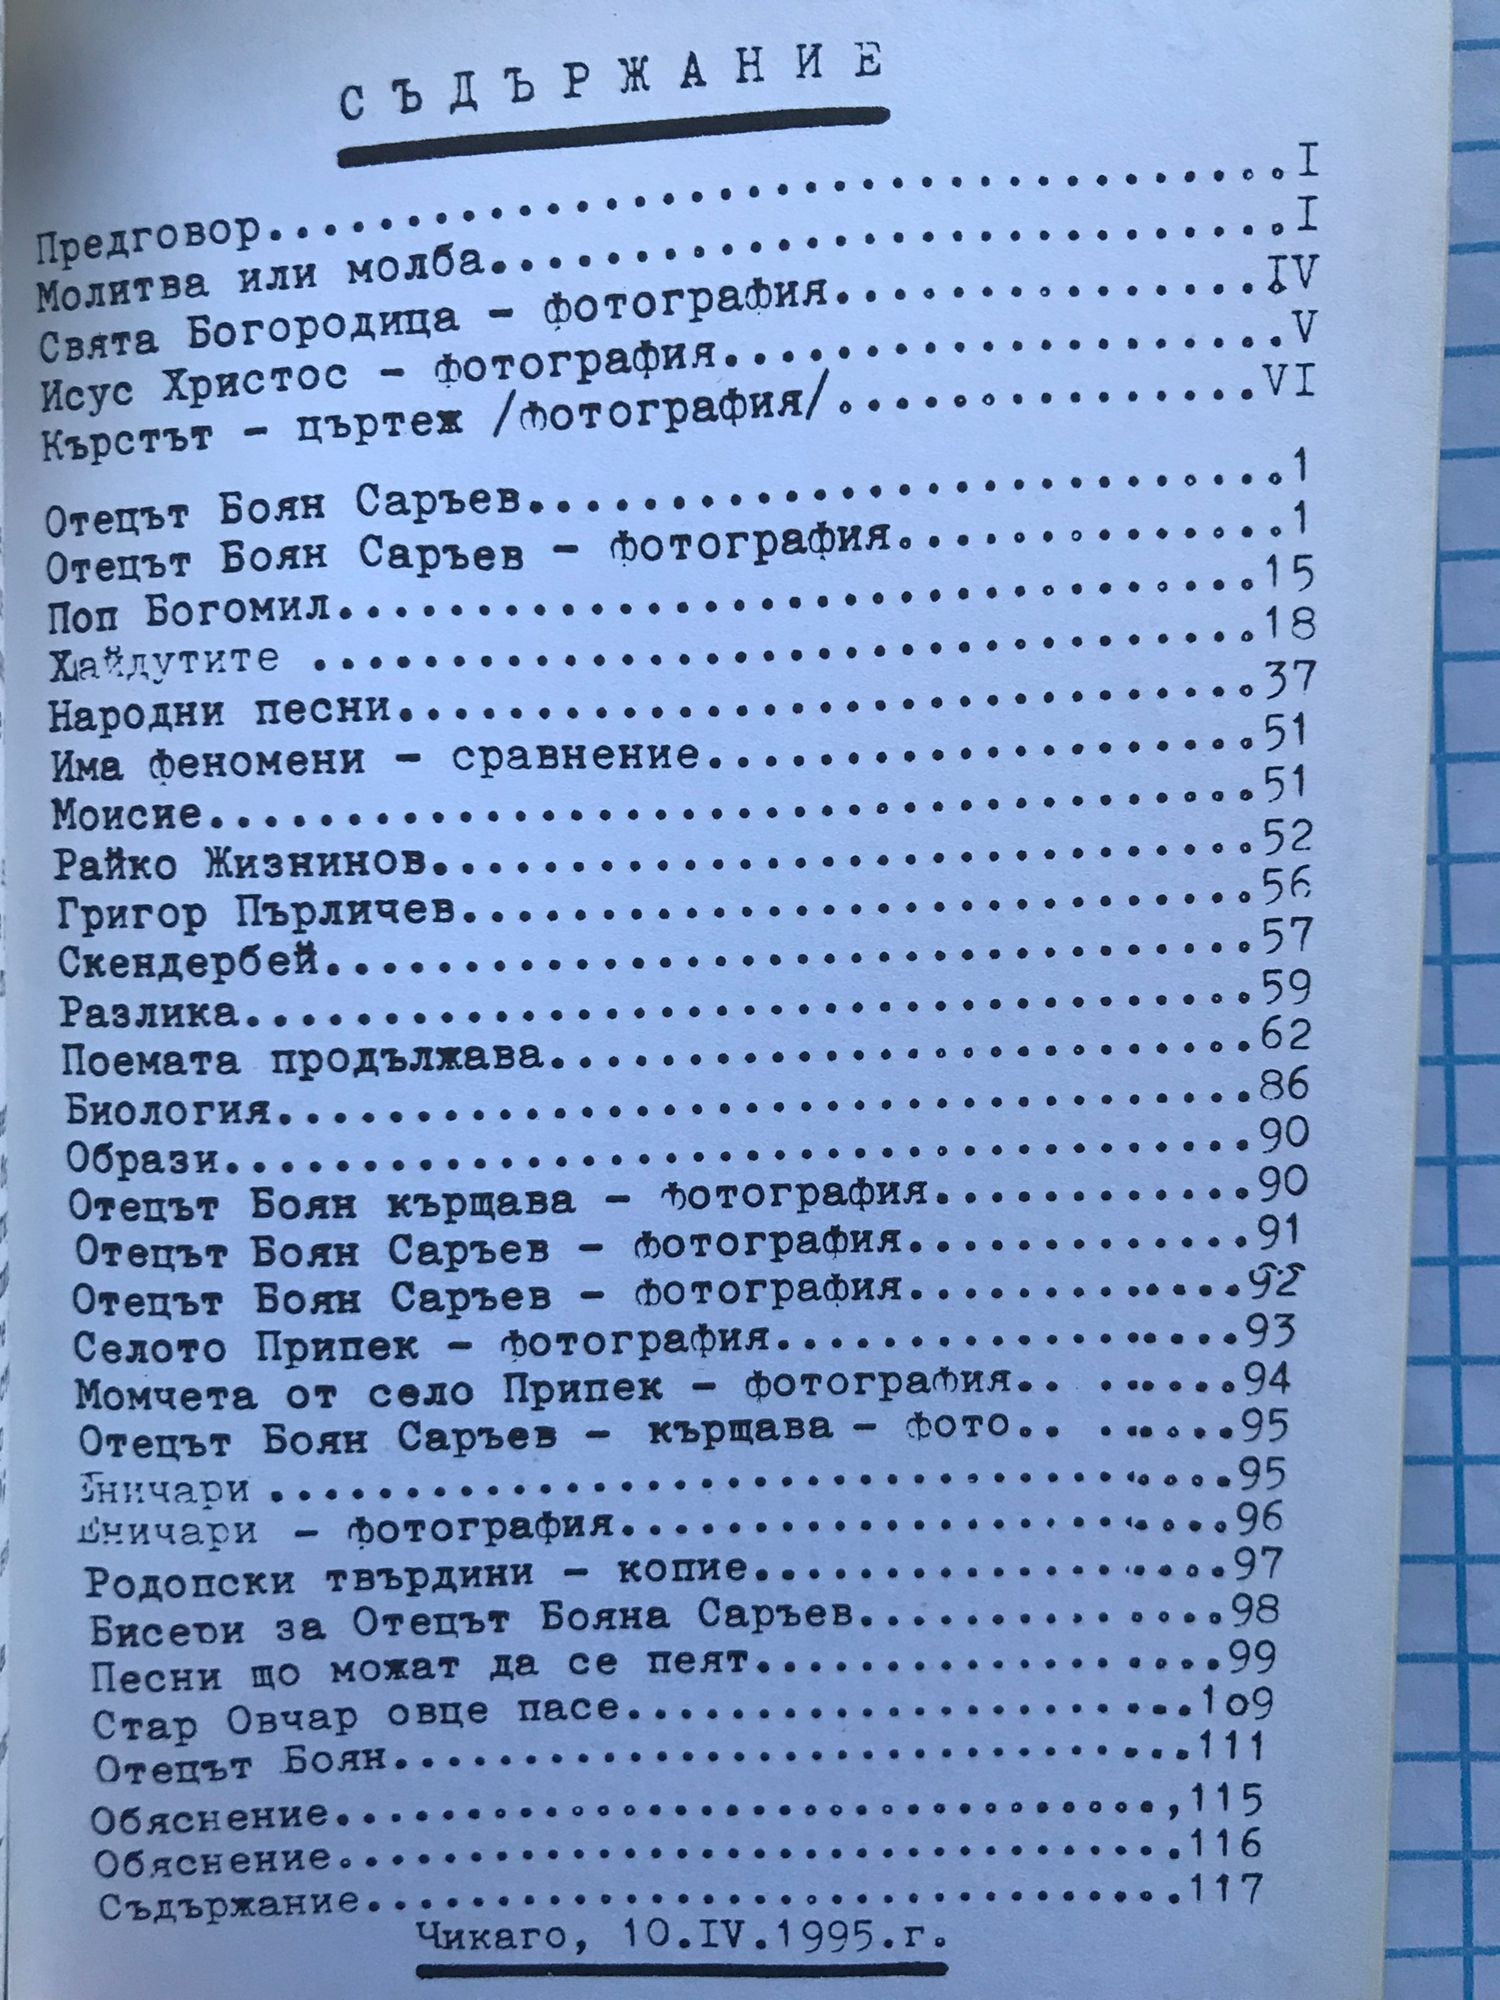 СЪДЪРЖАНИЕ
Предговор......................................I
Молитва или молба.............................I
Свята Богородица - фотография................IV
Исус Христос - фотография.....................V
Кърстът - църтеж /фотография/................VI
Отецът Боян Саръев............................1
Отецът Боян Саръев - фотография...............1
Поп Богомил..................................15
Хайдутите ...................................18
Народни песни................................37
Има феномени - сравнение.....................51
Моисие.......................................51
Райко Жизнинов...............................52
Григор Пърличев..............................56
Скендербей...................................57
Разлика......................................59
Поемата продължава...........................62
Биология.....................................86
Образи.......................................90
Отецът Боян кърщава - фотография.............90
Отецът Боян Саръев - фотография..............91
Отецът Боян Саръев - фотография..............92
Селото Припек - фотография...................93
Момчета от село Припек - фотография.. .......94
Отецът Боян Саръев - кърщава - фото.. .......95
Еничари .....................................95
Еничари - фотография.........................96
Родопски твърдини - копие....................97
Бисери за Отецът Бояна Саръев................98
Песни що можат да се пеят....................99
Стар Овчар овце пасе........................109
Отецът Боян.................................111
Обяснение..............................,115
Обяснение...............................116
Съдържание..............................117
Чикаго, 10.IV.1995.г.